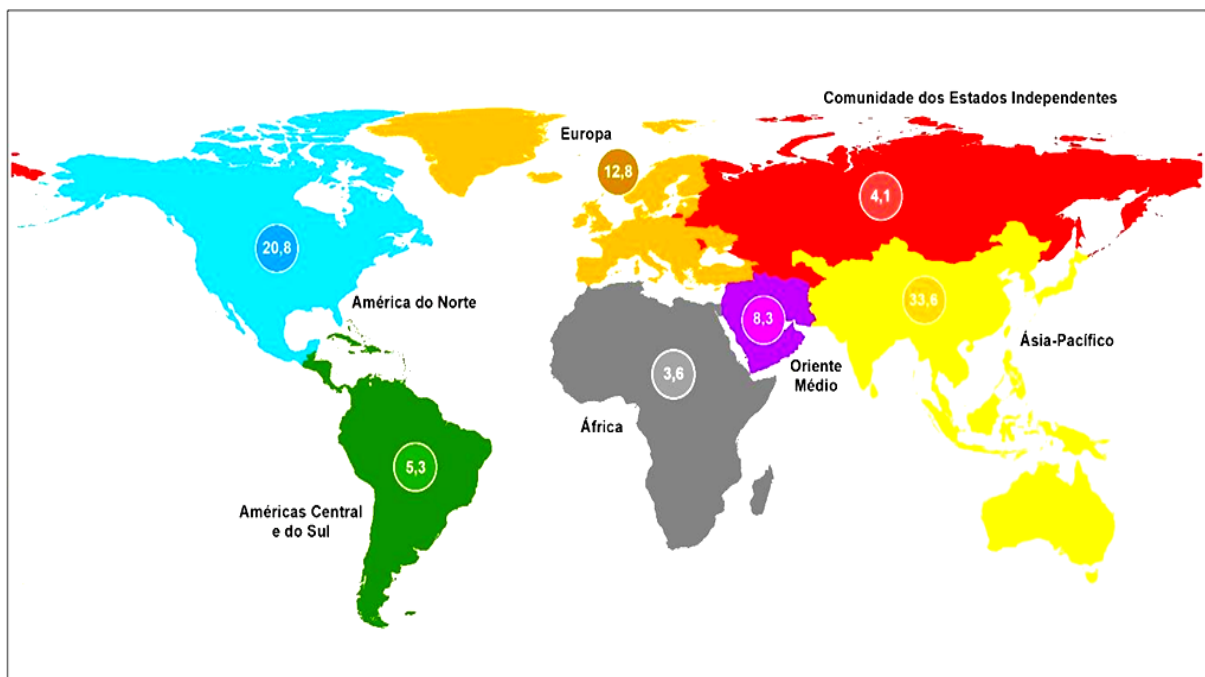 Comunidade dos Estados Independentes
Europa
12,8
4,1
20,8
América do Norte
33,6
8,3
Ásia-Pacífico
Oriente
Médio
3,6
África
5,3
Américas Central
e do Sul